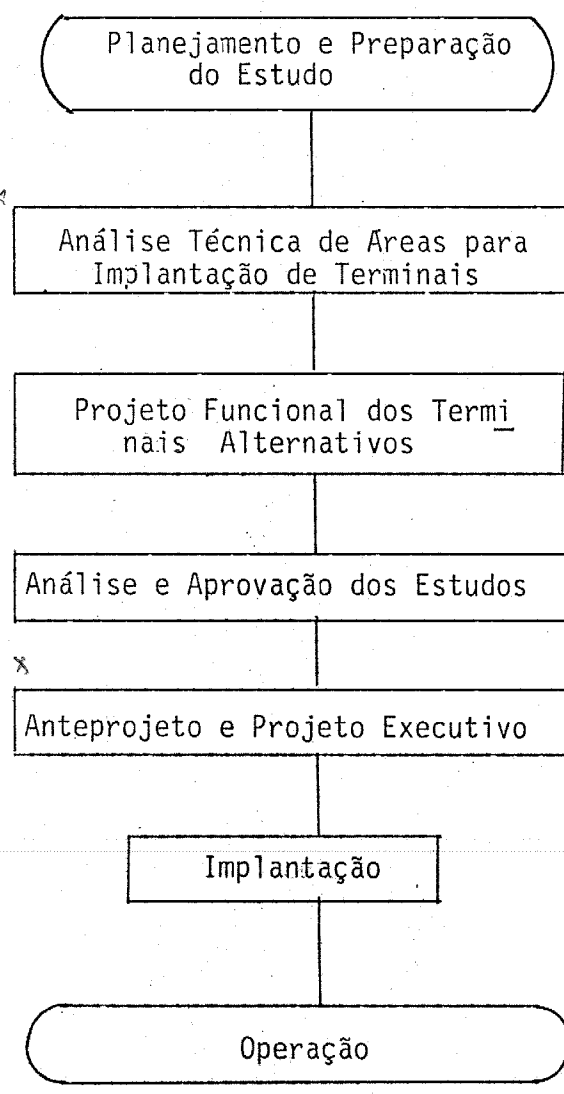 Planejamento e Preparação
do Estudo
Análise Técnica de Áreas para
Implantação de Terminais
Projeto Funcional dos Termi
nais Alternativos
Análise e Aprovação dos Estudos
Anteprojeto e Projeto Executivo
Implantação
Operação